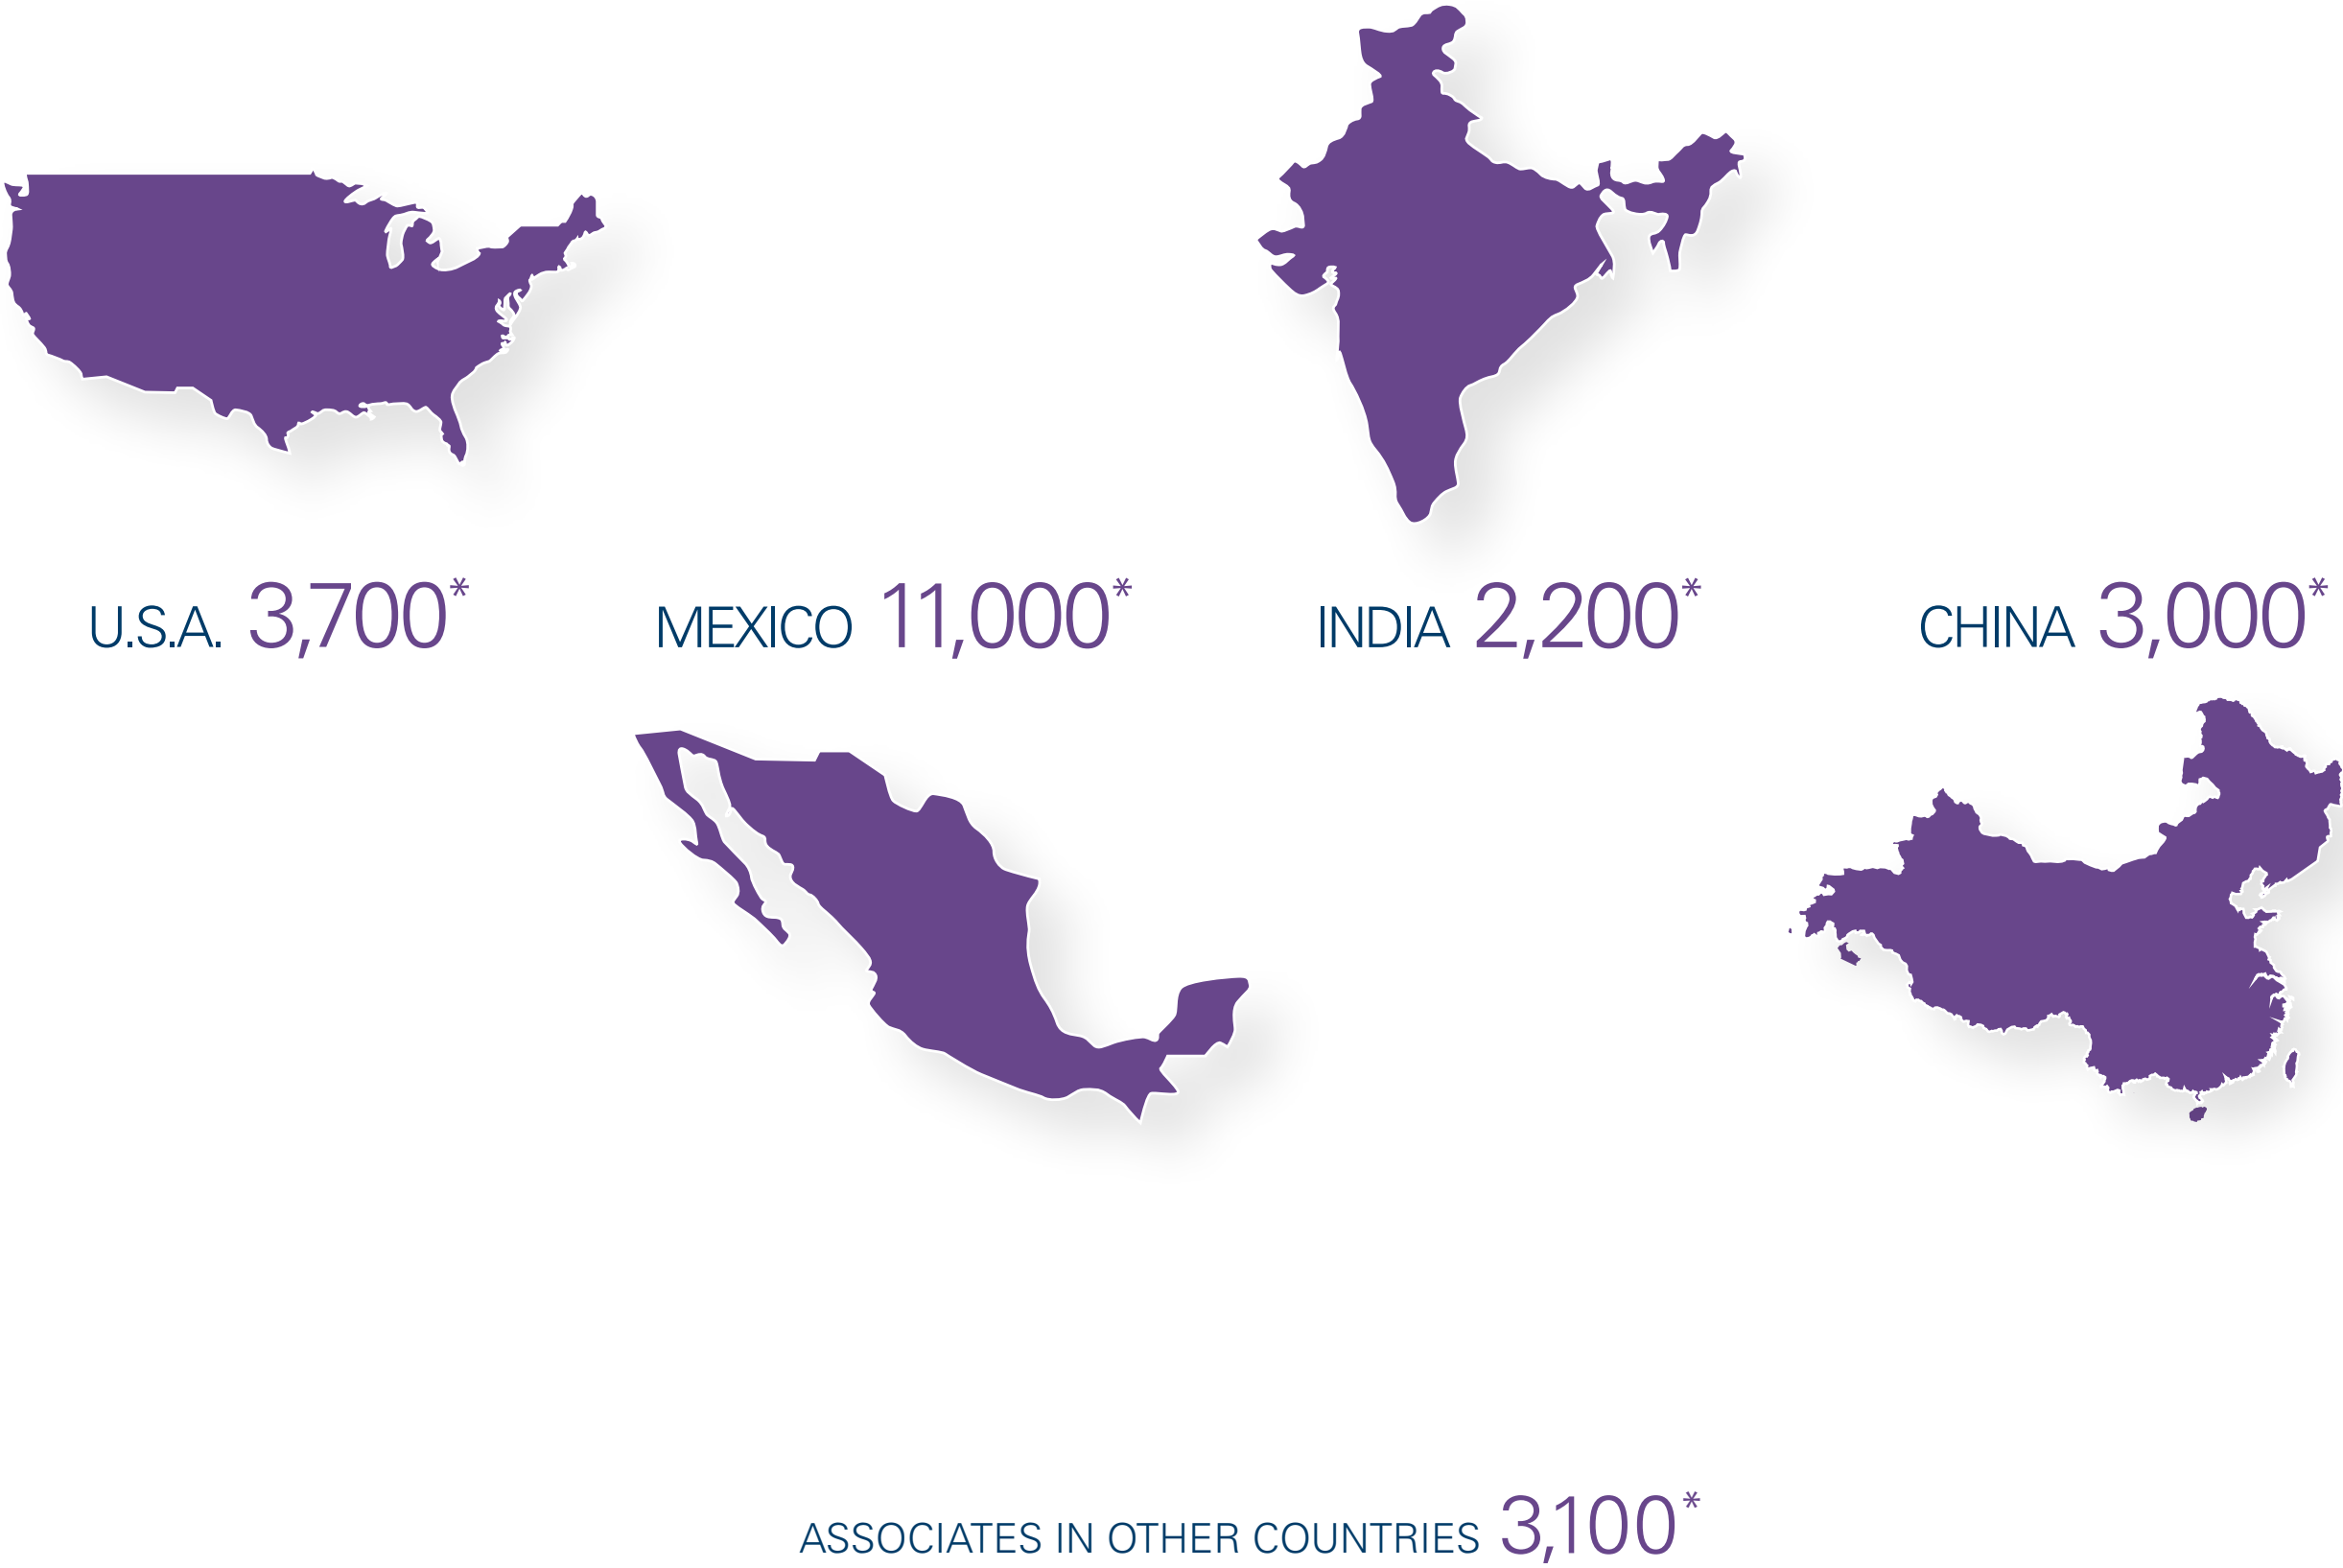 U.S.A. 3,700*
MEXICO 11,000*
INDIA 2,200*
CHINA 3,000*
ASSOCIATES IN OTHER COUNTRIES 3,100*